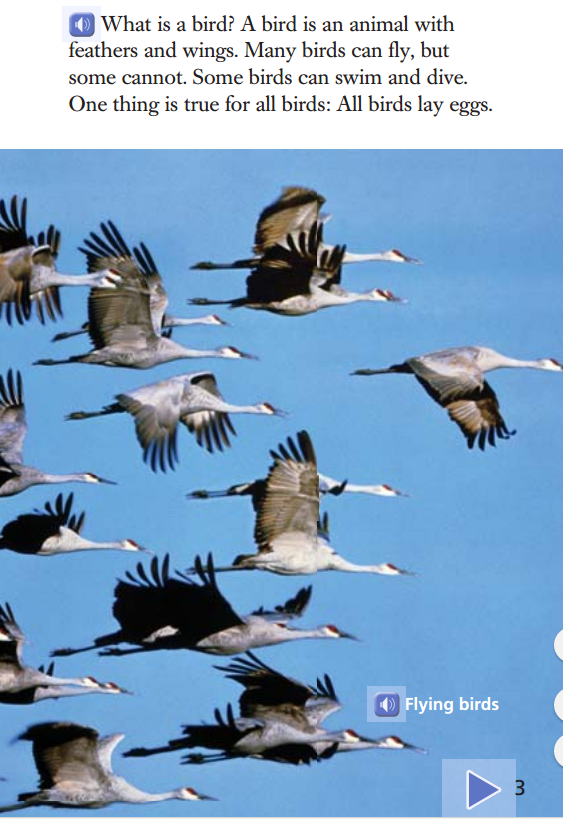 What is a bird? A bird is an animal with
feathers and wings. Many birds can fly, but
some cannot. Some birds can swim and dive.
One thing is true for all birds: All birds lay eggs.
Flying birds
3